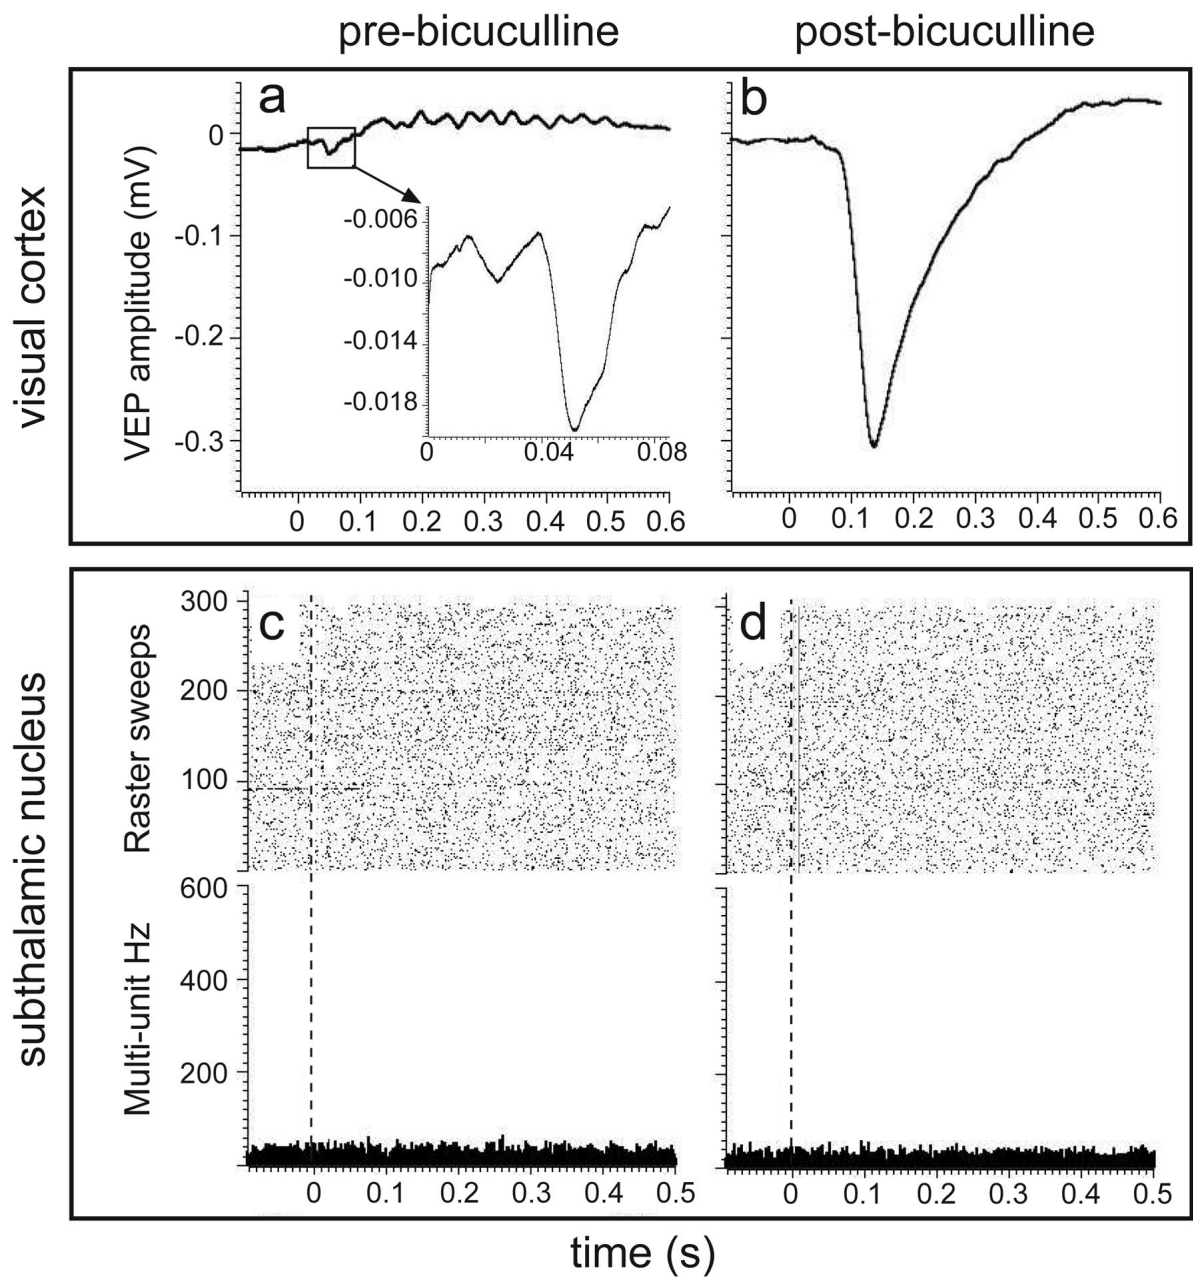 pre-bicuculline post-bicuculline
visual cortex
VEP amplitude (mV)
a
0
-0.1
-0.2
-0.3
-0.006
-0.010
-0.014
-0.018
0 0.04 0.08
0 0.1 0.2 0.3 0.4 0.5 0.6
b
0 0.1 0.2 0.3 0.4 0.5 0.6
subthalamic nucleus
Raster sweeps
300
200
100
c
d
Multi-unit Hz
600
400
200
0 0.1 0.2 0.3 0.4 0.5
0 0.1 0.2 0.3 0.4 0.5
time (s)